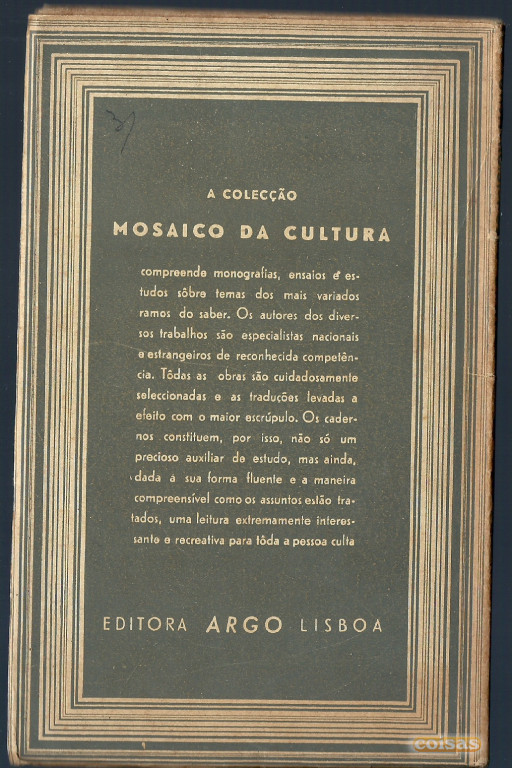 31
A COLECÇÃO
MOSAICO DA CULTURA
compreende monografias, ensaios e es-
tudos sôbre temas dos mais variados
ramos do saber. Os autores dos diver-
sos trabalhos são especialistas nacionais
e estrangeiros de reconhecida competên-
cia. Tôdas as obras são cuidadosamente
seleccionadas e as traduções levadas a
efeito com o maior escrúpulo. Os cader-
nos constituem, por isso, não só um
precioso auxiliar de estudo, mas ainda,
dada à sua forma fluente e a maneira
compreensível como os assuntos estão tra-
tados, uma leitura extremamente interes-
sante e recreativa para tôda a pessoa culta
EDITORA ARGO LISBOA
coisas